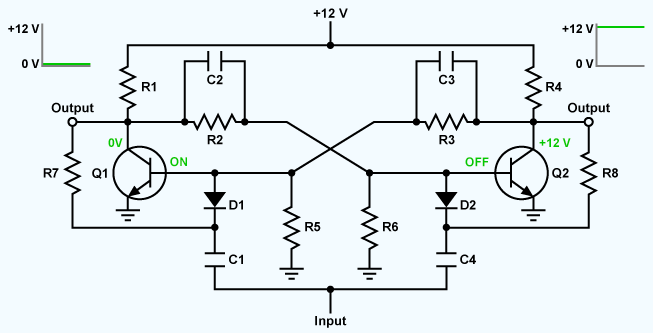 +12 V
+12 V
0 V
+12 V
0 V
C2
C3
R1
R4
Output
Output
R2
R3
0V
+12 V
ON
OFF
R7
Q1
Q2
R8
D1
D2
R5
R6
C1
C4
Input